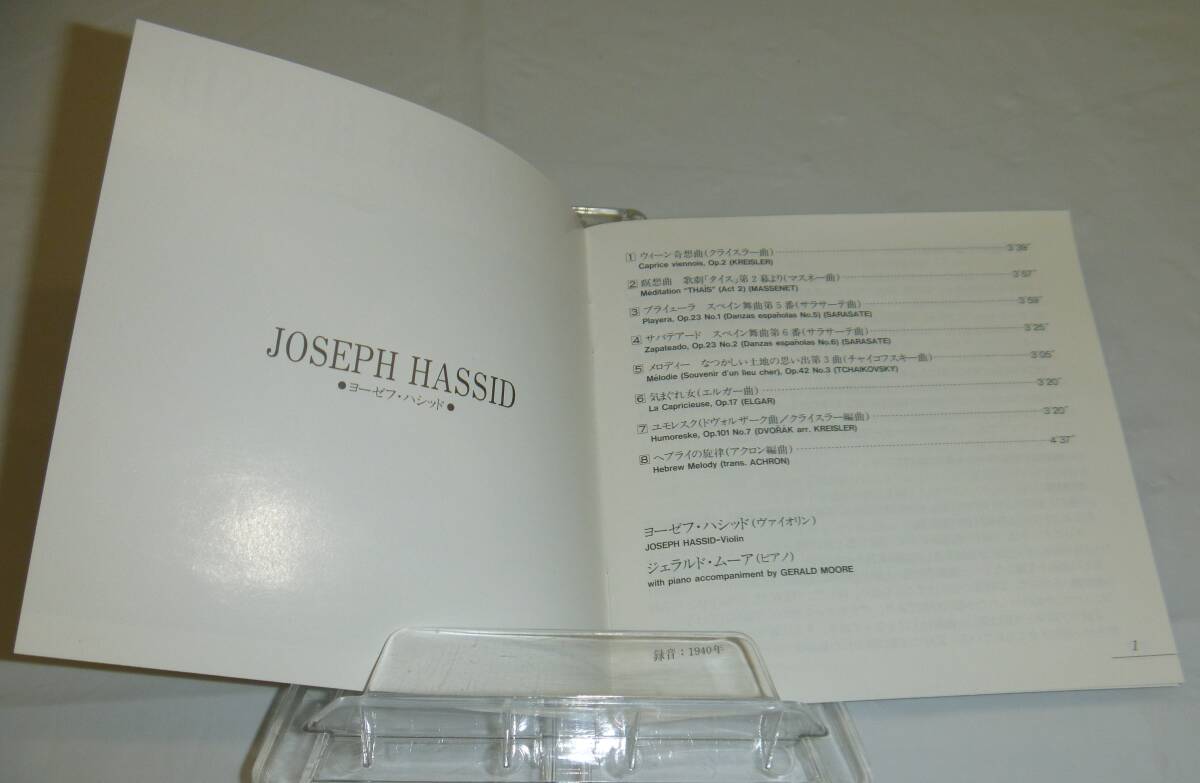 JOSEPH HASSID
●ヨーゼフ・ハシッド●
1 ウィーン奇想曲(クライスラー曲) 3'39"
Caprice viennois, Op.2 (KREISLER)
2 瞑想曲 歌劇「タイス」第2幕より(マスネー曲) 3'57"
Méditation "THAÏS" (Act 2) (MASSENET)
3 プライェーラ スペイン舞曲第5番(サラサーテ曲) 3'59"
Playera, Op.23 No.1 (Danzas españolas No.5) (SARASATE)
4 サパテアード スペイン舞曲第6番(サラサーテ曲) 3'25"
Zapateado, Op.23 No.2 (Danzas españolas No.6) (SARASATE)
5 メロディー なつかしい土地の思い出第3曲(チャイコフスキー曲) 3'05"
Mélodie (Souvenir d'un lieu cher), Op.42 No.3 (TCHAIKOVSKY)
6 気まぐれ女(エルガー曲) 3'20"
La Capricieuse, Op.17 (ELGAR)
7 ユモレスク(ドヴォルザーク曲/クライスラー編曲) 3'20"
Humoreske, Op.101 No.7 (DVOŘÁK arr. KREISLER)
8 ヘブライの旋律(アクロン編曲) 4'37"
Hebrew Melody (trans. ACHRON)
ヨーゼフ・ハシッド(ヴァイオリン)
JOSEPH HASSID-Violin
ジェラルド・ムーア(ピアノ)
with piano accompaniment by GERALD MOORE
録音:1940年
1